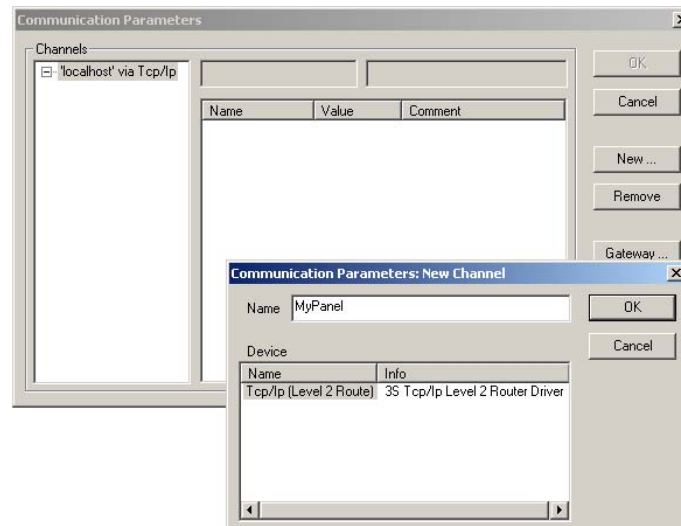 Communication Parameters
Channels
'localhost' via Tcp/Ip
Name Value Comment
OK
Cancel
New ...
Remove
Gateway ...
Communication Parameters: New Channel
Name MyPanel
OK
Cancel
Device
Name Info
Tcp/Ip (Level 2 Route) 3S Tcp/Ip Level 2 Router Driver